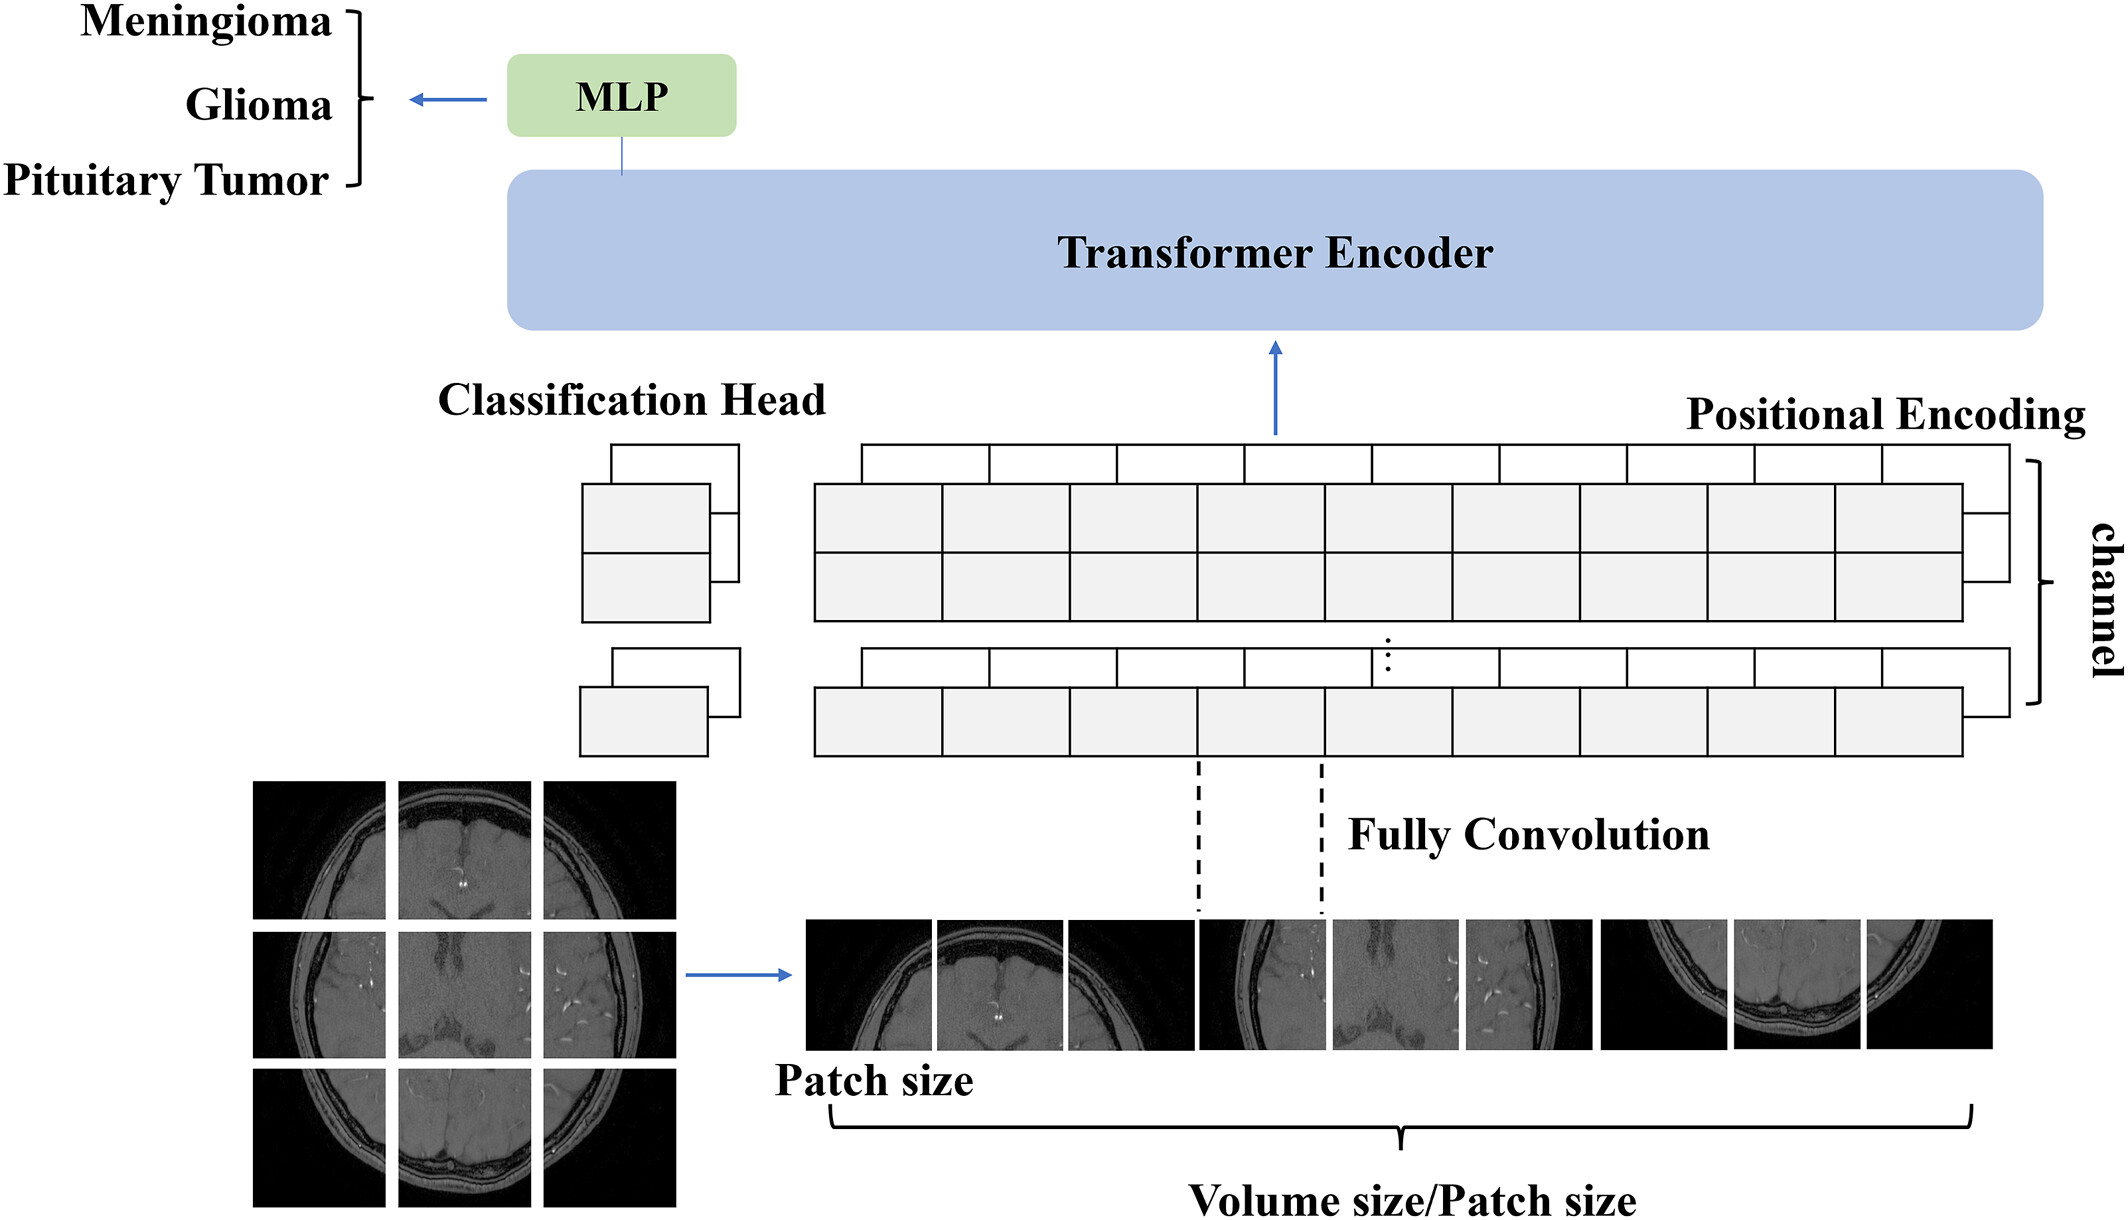 Meningioma
Glioma
Pituitary Tumor
MLP
Transformer Encoder
Classification Head
Positional Encoding
channel
Fully Convolution
Patch size
Volume size/Patch size